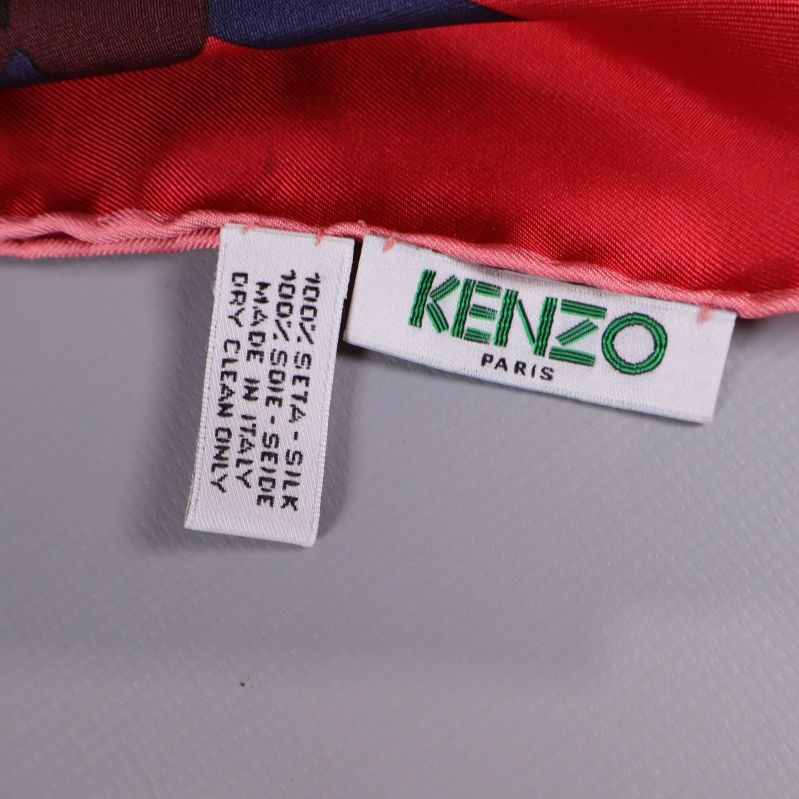 100% SETA - SILK
100% SOIE - SEIDE
MADE IN ITALY
DRY CLEAN ONLY
KENZO
PARIS